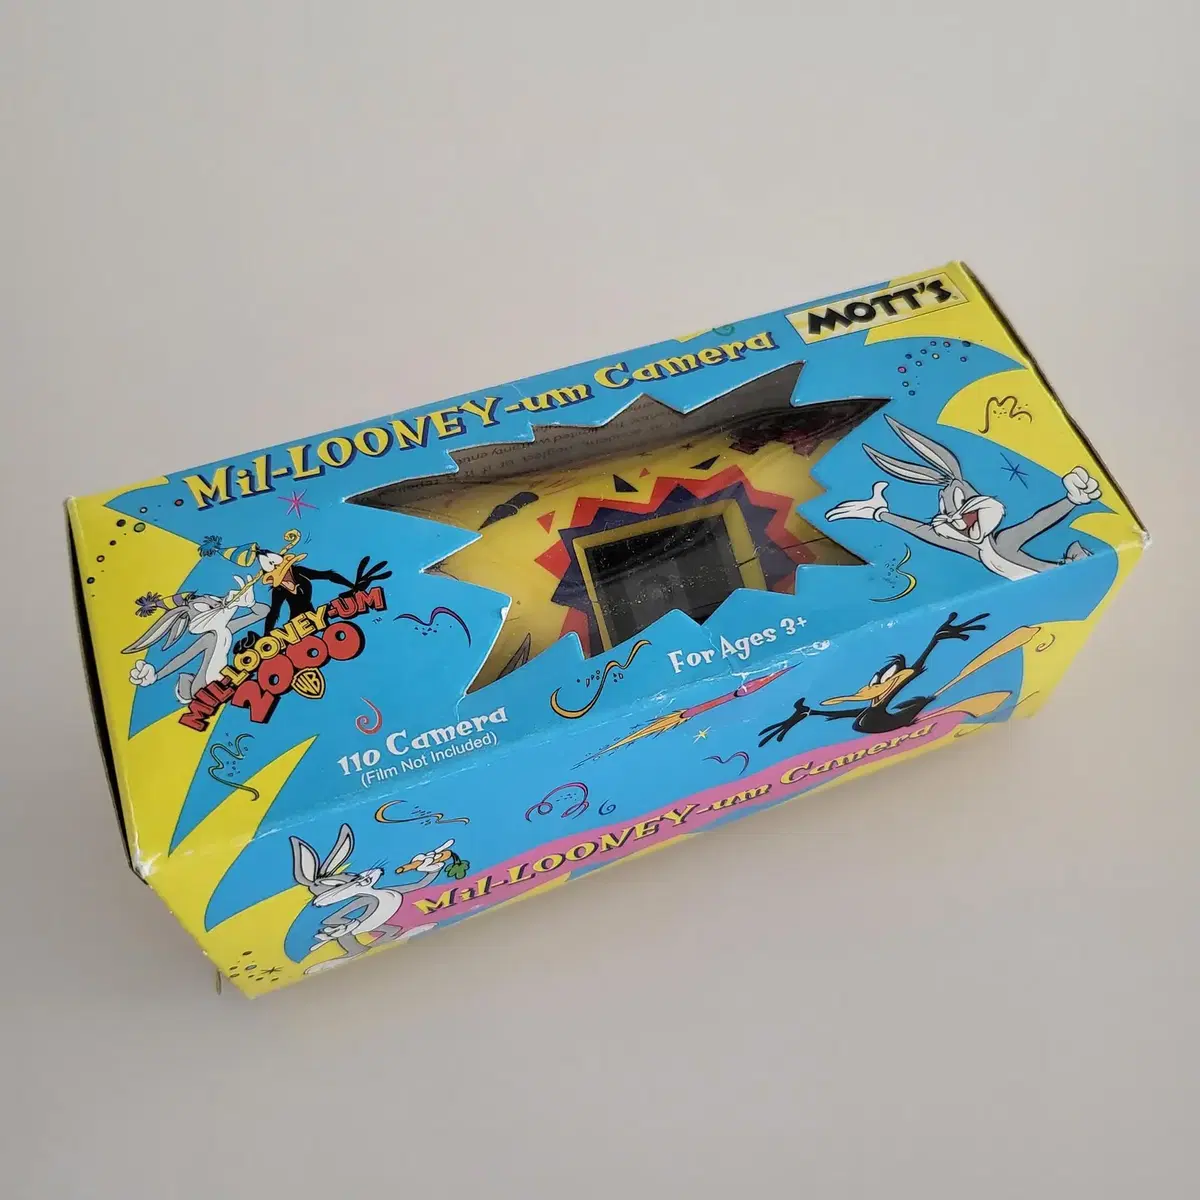 MOTT'S
Mil-LOONEY-um Camera
MIL-LOONEY-UM
2000
WB
For Ages 3+
110 Camera
(Film Not Included)
Mil-LOONEY-um Camera